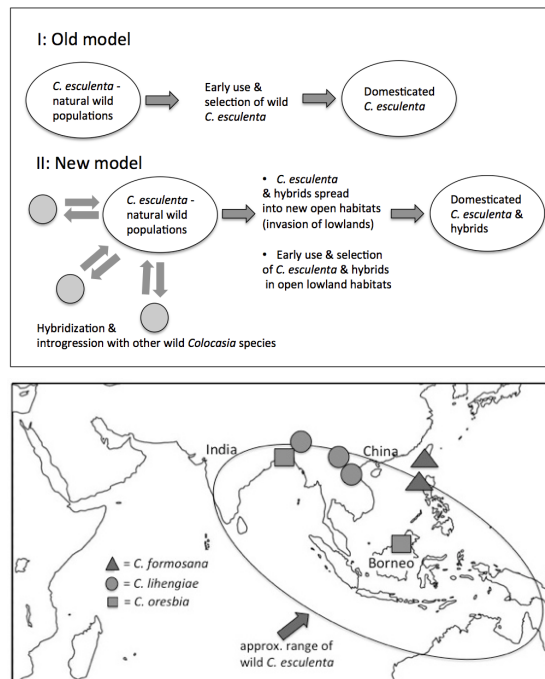 I: Old model
C. esculenta -
natural wild
populations
Early use &
selection of wild
C. esculenta
Domesticated
C. esculenta
II: New model
C. esculenta -
natural wild
populations
• C. esculenta
& hybrids spread
into new open habitats
(invasion of lowlands)
• Early use & selection
of C. esculenta & hybrids
in open lowland habitats
Domesticated
C. esculenta &
hybrids
Hybridization &
introgression with other wild Colocasia species
India
China
Borneo
= C. formosana
= C. lihengiae
= C. oresbia
approx. range of
wild C. esculenta